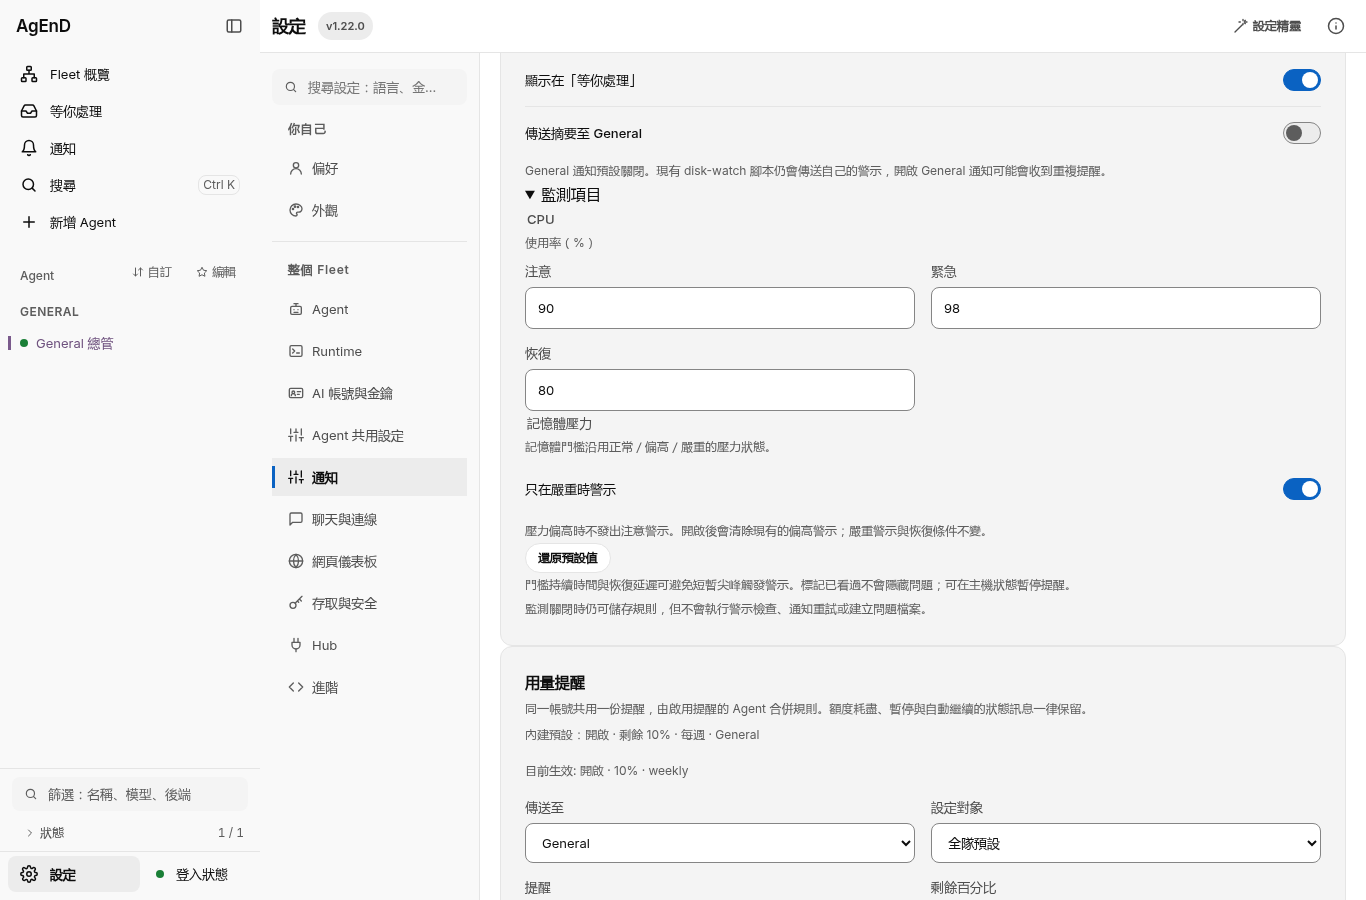 AgEnD
設定
v1.22.0
設定精靈
Fleet 概覽
等你處理
通知
搜尋
Ctrl K
新增 Agent
Agent
自訂
編輯
GENERAL
General 總管
篩選：名稱、模型、後端
狀態
1 / 1
設定
登入狀態
搜尋設定：語言、金...
你自己
偏好
外觀
整個 Fleet
Agent
Runtime
AI 帳號與金鑰
Agent 共用設定
通知
聊天與連線
網頁儀表板
存取與安全
Hub
進階
顯示在「等你處理」
傳送摘要至 General
General 通知預設關閉。現有 disk-watch 腳本仍會傳送自己的警示，開啟 General 通知可能會收到重複提醒。
▼ 監測項目
CPU
使用率（%）
注意
緊急
90
98
恢復
80
記憶體壓力
記憶體門檻沿用正常 / 偏高 / 嚴重的壓力狀態。
只在嚴重時警示
壓力偏高時不發出注意警示。開啟後會清除現有的偏高警示；嚴重警示與恢復條件不變。
還原預設值
門檻持續時間與恢復延遲可避免短暫尖峰觸發警示。標記已看過不會隱藏問題；可在主機狀態暫停提醒。
監測關閉時仍可儲存規則，但不會執行警示檢查、通知重試或建立問題檔案。
用量提醒
同一帳號共用一份提醒，由啟用提醒的 Agent 合併規則。額度耗盡、暫停與自動繼續的狀態訊息一律保留。
內建預設：開啟 · 剩餘 10% · 每週 · General
目前生效: 開啟 · 10% · weekly
傳送至
設定對象
General
全隊預設
提醒
剩餘百分比